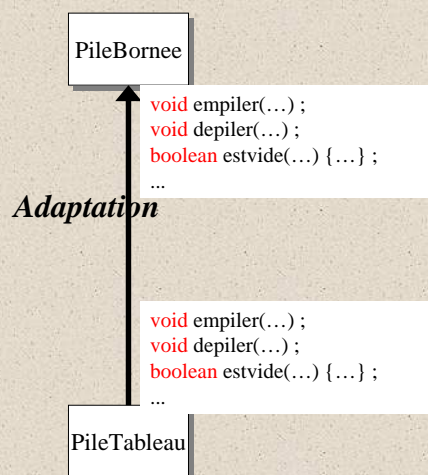 PileBornee
void empiler(…) ;
void depiler(…) ;
boolean estvide(…) {…} ;
...
Adaptation
void empiler(…) ;
void depiler(…) ;
boolean estvide(…) {…} ;
...
PileTableau